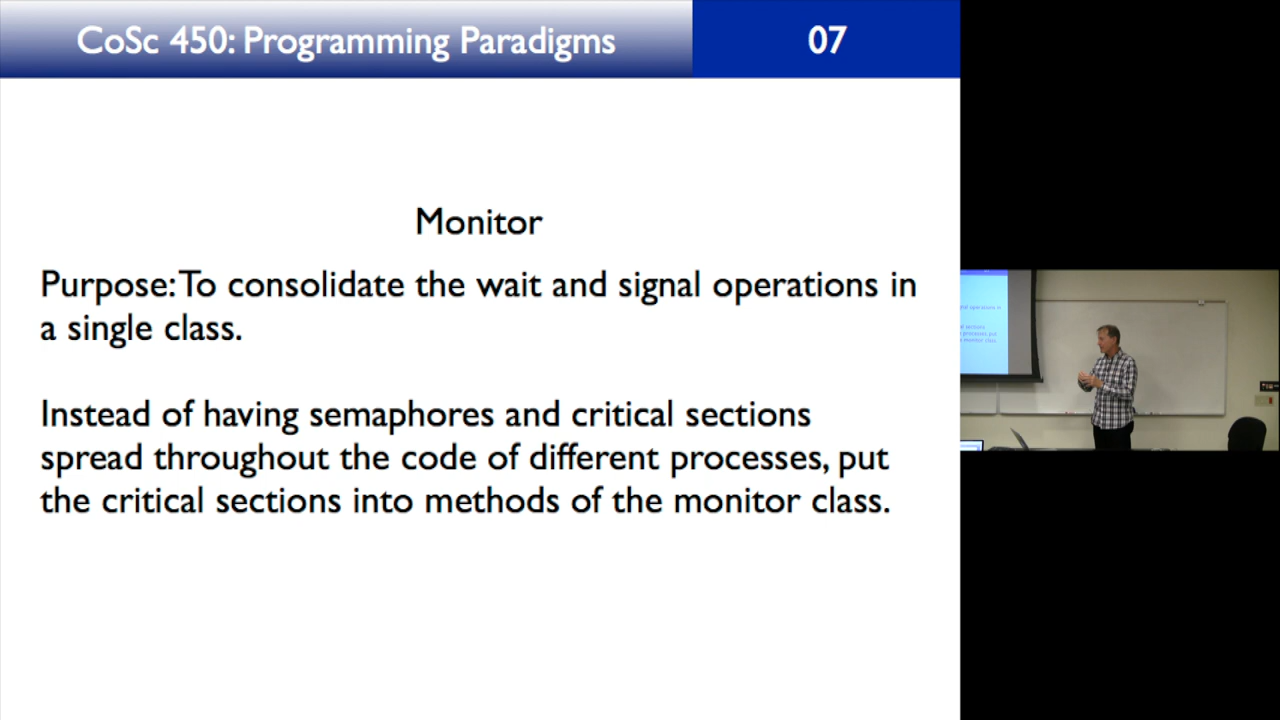 CoSc 450: Programming Paradigms
07
Monitor
Purpose: To consolidate the wait and signal operations in
a single class.
Instead of having semaphores and critical sections
spread throughout the code of different processes, put
the critical sections into methods of the monitor class.